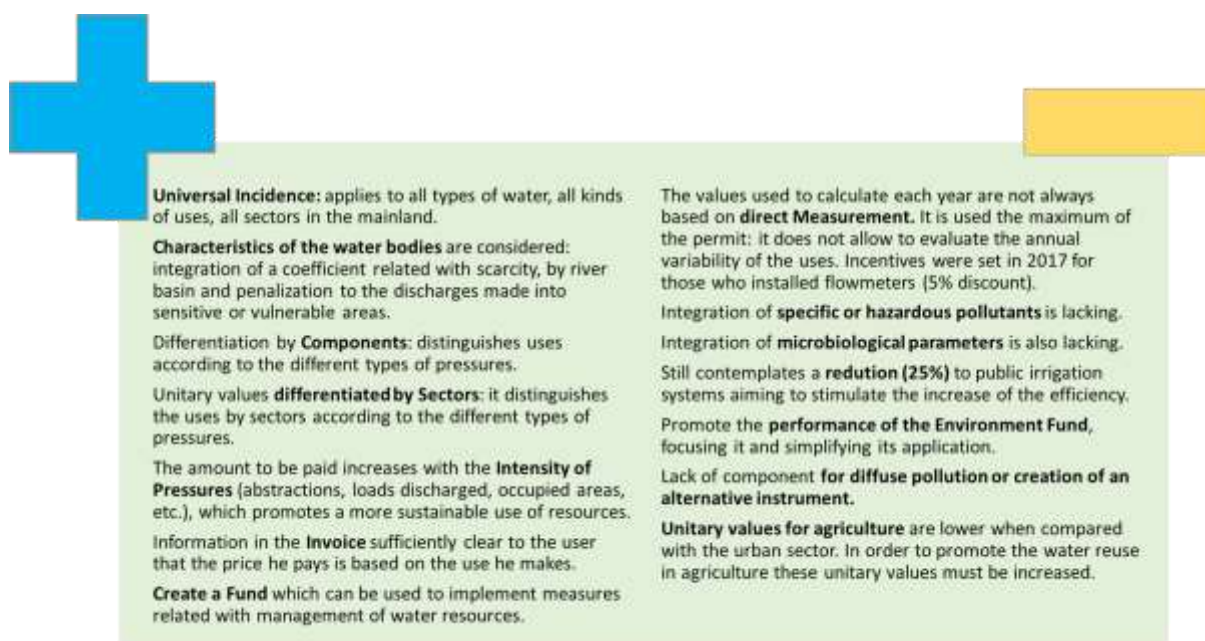 Universal Incidence: applies to all types of water, all kinds
of uses, all sectors in the mainland.
Characteristics of the water bodies are considered:
integration of a coefficient related with scarcity, by river
basin and penalization to the discharges made into
sensitive or vulnerable areas.
Differentiation by Components: distinguishes uses
according to the different types of pressures.
Unitary values differentiated by Sectors: it distinguishes
the uses by sectors according to the different types of
pressures.
The amount to be paid increases with the Intensity of
Pressures (abstractions, loads discharged, occupied areas,
etc.), which promotes a more sustainable use of resources.
Information in the Invoice sufficiently clear to the user
that the price he pays is based on the use he makes.
Create a Fund which can be used to implement measures
related with management of water resources.
The values used to calculate each year are not always
based on direct Measurement. It is used the maximum of
the permit: it does not allow to evaluate the annual
variability of the uses. Incentives were set in 2017 for
those who installed flowmeters (5% discount).
Integration of specific or hazardous pollutants is lacking.
Integration of microbiological parameters is also lacking.
Still contemplates a redution (25%) to public irrigation
systems aiming to stimulate the increase of the efficiency.
Promote the performance of the Environment Fund,
focusing it and simplifying its application.
Lack of component for diffuse pollution or creation of an
alternative instrument.
Unitary values for agriculture are lower when compared
with the urban sector. In order to promote the water reuse
in agriculture these unitary values must be increased.